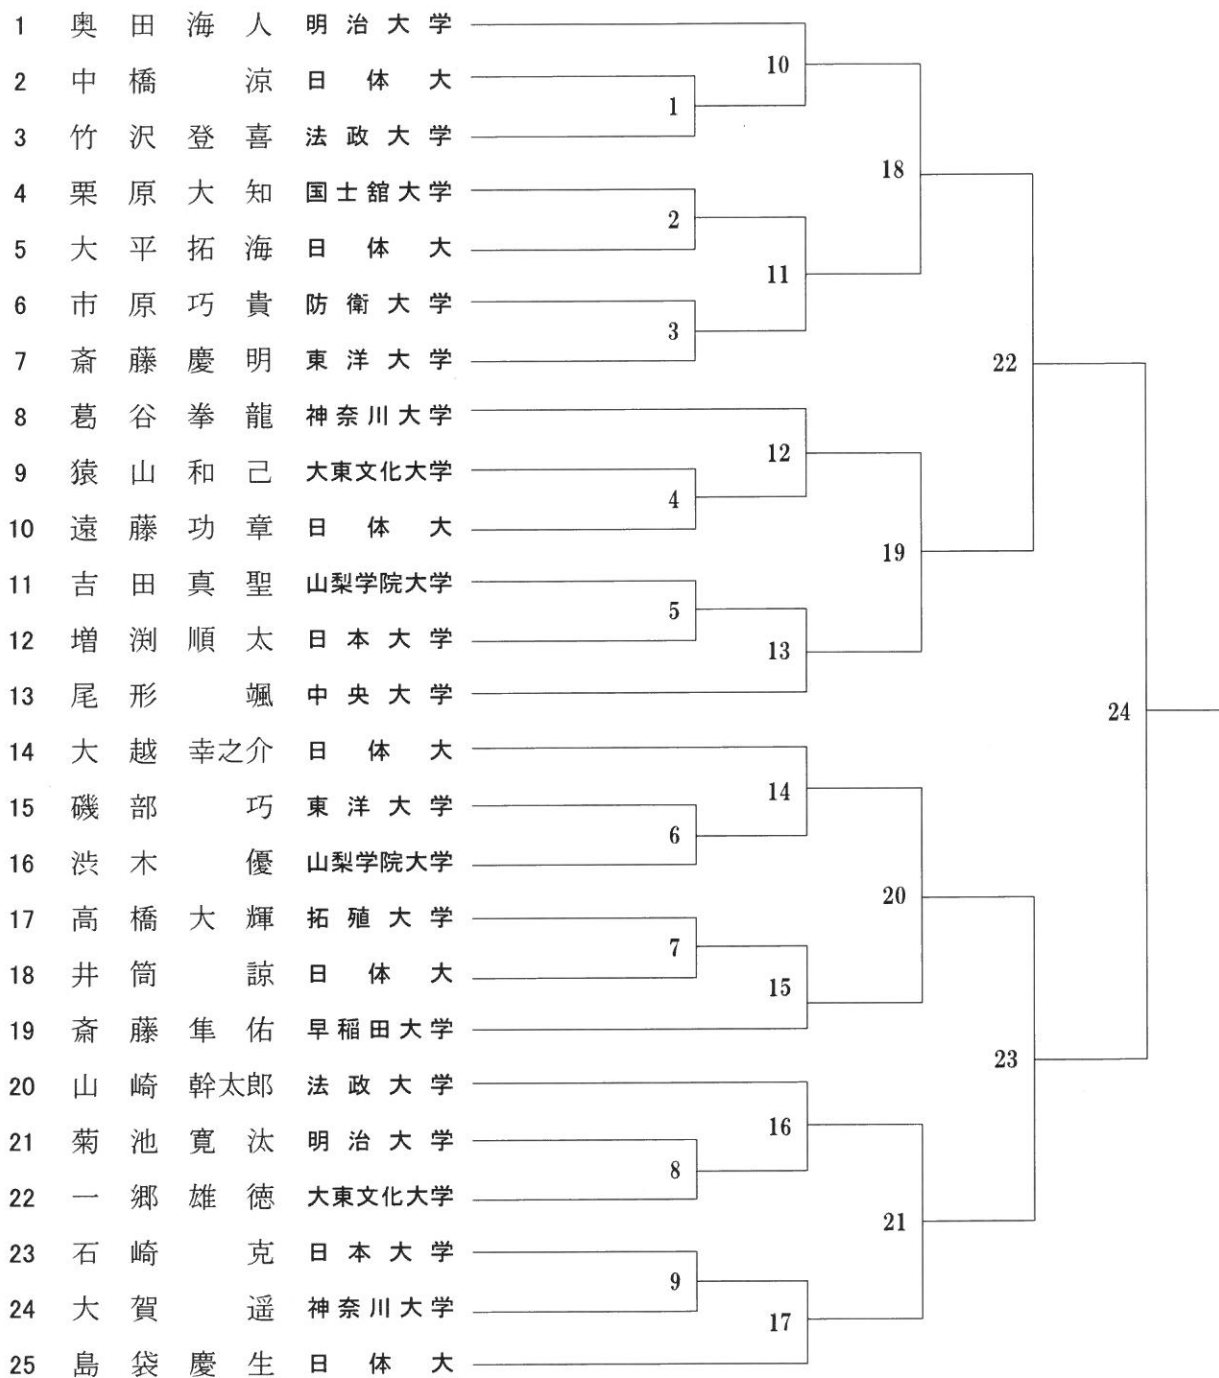 1 奥田海人 明治大学
10
2 中橋涼 日体大
1
3 竹沢登喜 法政大学
18
4 栗原大知 国士舘大学
2
5 大平拓海 日体大
11
6 市原巧貴 防衛大学
3
7 斎藤慶明 東洋大学
22
8 葛谷拳龍 神奈川大学
12
9 猿山和己 大東文化大学
4
10 遠藤功章 日体大
19
11 吉田真聖 山梨学院大学
5
12 増渕順太 日本大学
13
13 尾形颯 中央大学
24
14 大越幸之介 日体大
14
15 磯部巧 東洋大学
6
16 渋木優 山梨学院大学
20
17 高橋大輝 拓殖大学
7
18 井筒諒 日体大
15
19 斎藤隼佑 早稲田大学
23
20 山崎幹太郎 法政大学
16
21 菊池寛汰 明治大学
8
22 一郷雄徳 大東文化大学
21
23 石崎克 日本大学
9
24 大賀遥 神奈川大学
17
25 島袋慶生 日体大